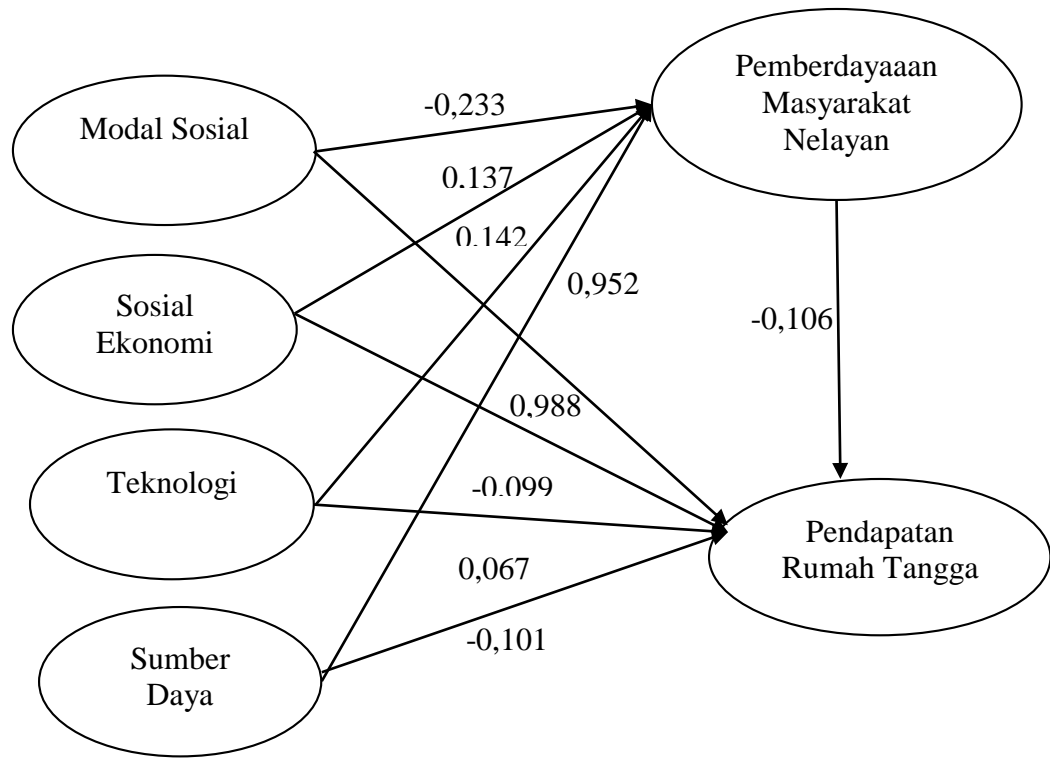 Pemberdayaaan
Masyarakat
Nelayan
Modal Sosial
-0,233
0,137
0,142
Sosial
Ekonomi
0,952
-0,106
0,988
Teknologi
-0,099
Pendapatan
Rumah Tangga
0,067
-0,101
Sumber
Daya